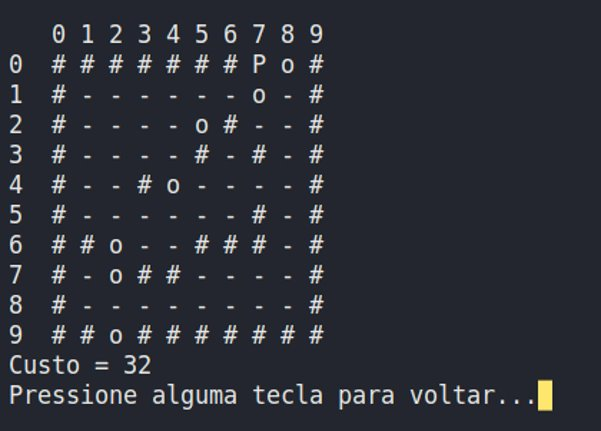 0 1 2 3 4 5 6 7 8 9
0  # # # # # # # P o #
1  # - - - - - - o - #
2  # - - - - o # - - #
3  # - - - - # - # - #
4  # - - # o - - - - #
5  # - - - - - - # - #
6  # # o - - # # # - #
7  # - o # # - - - - #
8  # - - - - - - - - #
9  # # o # # # # # # #
Custo = 32
Pressione alguma tecla para voltar...